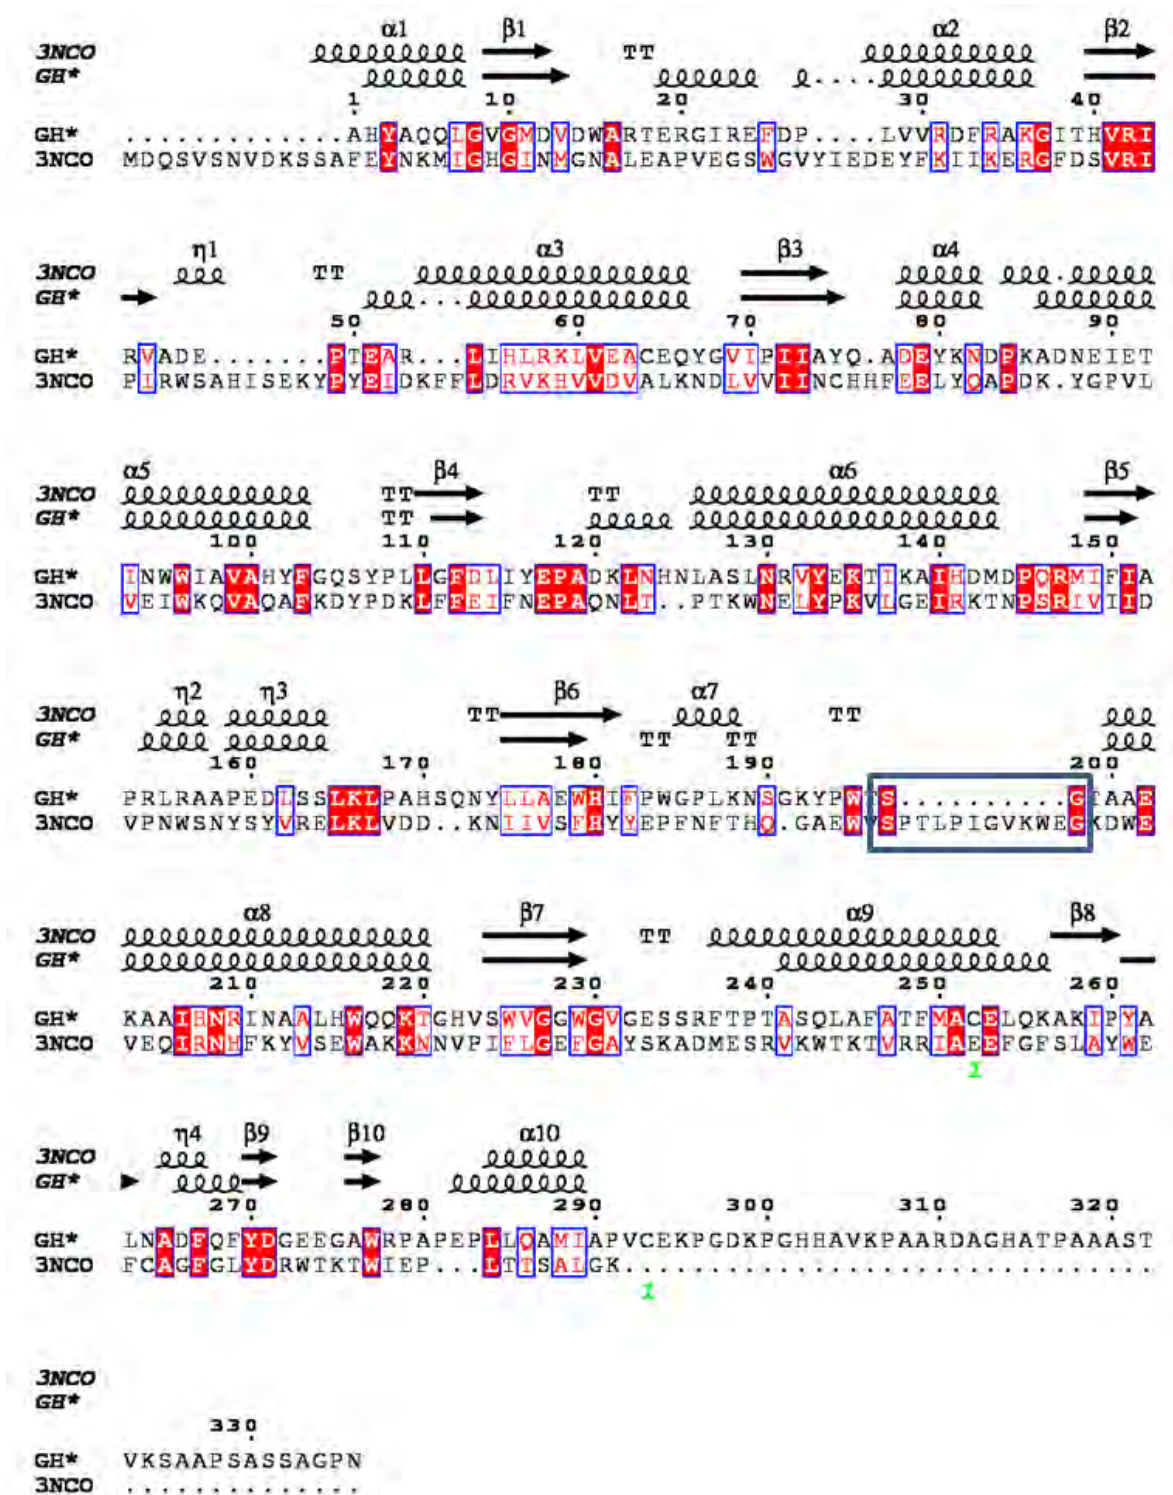 α1 β1 α2 β2
3NCO TT
GH*
1 10 20 30 40
GH* .............AHYAQQLGVGMDVDWARTERGIREFDP....LVVRDFRAKGITHVRI
3NCO MDQSVSNVDKSSAFEYNKMIGHGINMGNALEAPVEGSWGVYIEDEYFKIIKERGFDSVRI
η1 α3 β3 α4
3NCO TT
GH*
50 60 70 80 90
GH* RVADE.......PTEAR...LIHLRKLVEACEQYGVIPIIAYQ.ADEYKNDPKADNEIET
3NCO PIRWSAHISEKYPYEIDKFFLDRVKHVVDVALKNDLVVIINCHHFEELYQAPDK.YGPVL
α5 β4 α6 β5
3NCO TT TT
GH* TT
100 110 120 130 140 150
GH* INWWIAVAHYFGQSYPLLGFDLIYEPADKLNHNLASLNRVYEKTIKAIHDMDPQRMIFIA
3NCO VEIWKQVAQAFKDYPDKLFFEIFNEPAQNLT..PTKWNELYPKVLGEIRKTNPSRIVIID
η2 η3 β6 α7
3NCO TT TT
GH* TT TT
160 170 180 190 200
GH* PRLRAAPEDLSSLKLPAHSQNYLLAEWHIFPWGPLKNSGKYPWTS..........GIAAE
3NCO VPNWSNYSYVRELKLVDD..KNIIVSFHYYEPFNFTHQ.GAEWVSPTLPIGVKWEGKDWE
α8 β7 α9 β8
3NCO TT
GH*
210 220 230 240 250 260
GH* KAAIHNRINAALHWQQKTGHVSWVGGWGVGESSRFTPTASQLAFATFMACELQKAKIPYA
3NCO VEQIRNHFKYVSEWAKKNNVPIFLGEFGAYSKADMESRVKWTKTVRRIAEEFGFSLAYWE
1
η4 β9 β10 α10
3NCO
GH*
270 280 290 300 310 320
GH* LNADFQFYDGEEGAWRPAPEPLLQAMIAPVCEKPGDKPGHHAVKPAARDAGHATPAAAST
3NCO FCAGFGLYDRWTKTWIEP...LTTSALGK...............................
1
3NCO
GH*
330
GH* VKSAAPSASSAGPN
3NCO ..............